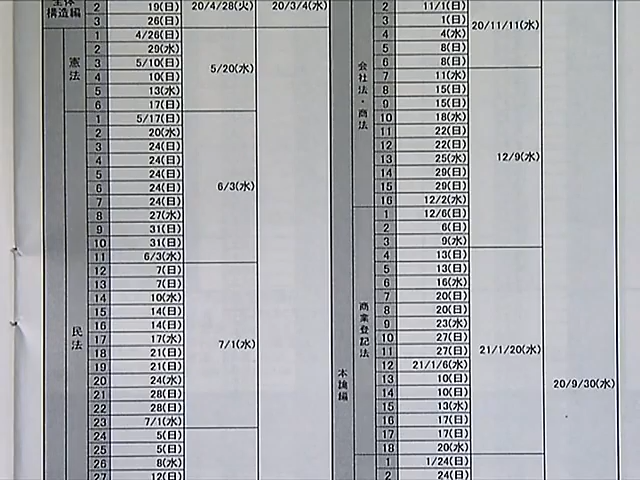 全体
構造編
2 19(日) 20/4/28(火) 20/3/4(水)
3 26(日)
憲法
1 4/26(日) 5/20(水)
2 29(水)
3 5/10(日)
4 10(日)
5 13(水)
6 17(日)
民法
1 5/17(日) 6/3(水)
2 20(水)
3 24(日)
4 24(日)
5 24(日)
6 24(日)
7 24(日)
8 27(水)
9 31(日)
10 31(日)
11 6/3(水)
12 7(日) 7/1(水)
13 7(日)
14 10(水)
15 14(日)
16 14(日)
17 17(水)
18 21(日)
19 21(日)
20 24(水)
21 28(日)
22 28(日)
23 7/1(水)
24 5(日)
25 5(日)
26 8(水)
27 12(日)
本論編
20/9/30(水)
会社法・商法
2 11/1(日) 20/11/11(水)
3 1(日)
4 4(水)
5 8(日)
6 8(日)
7 11(水) 12/9(水)
8 15(日)
9 15(日)
10 18(水)
11 22(日)
12 22(日)
13 25(水)
14 29(日)
15 29(日)
16 12/2(水)
商業登記法
1 12/6(日)
2 6(日)
3 9(水)
4 13(日) 21/1/20(水)
5 13(日)
6 16(水)
7 20(日)
8 20(日)
9 23(水)
10 27(日)
11 27(日)
12 21/1/6(水)
13 10(日)
14 10(日)
15 13(水)
16 17(日)
17 17(日)
18 20(水)
1 1/24(日)
2 24(日)